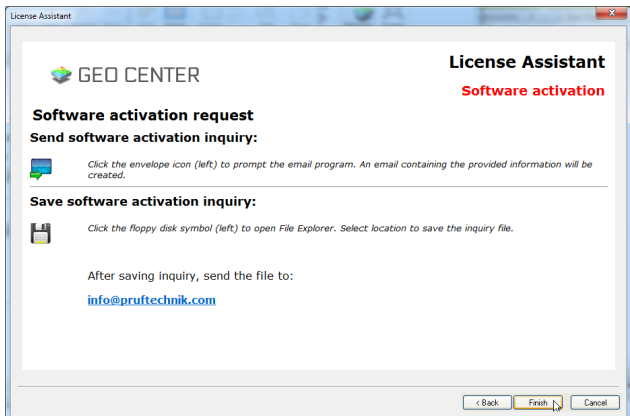 License Assistant
GEO CENTER
License Assistant
Software activation
Software activation request
Send software activation inquiry:
Click the envelope icon (left) to prompt the email program. An email containing the provided information will be
created.
Save software activation inquiry:
Click the floppy disk symbol (left) to open File Explorer. Select location to save the inquiry file.
After saving inquiry, send the file to:
info@pruftechnik.com
< Back
Finish
Cancel